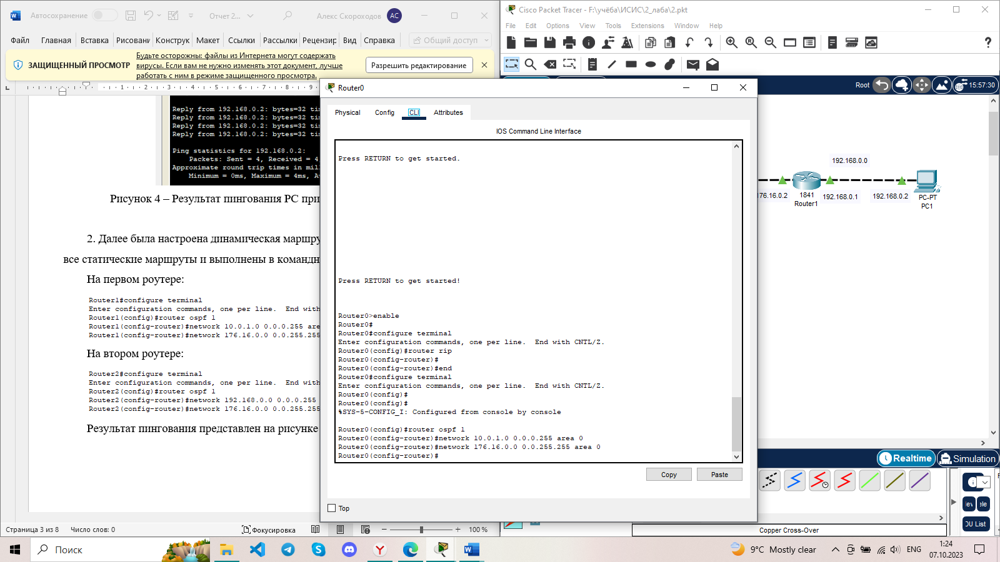 Автосохранение
Отчет 2...
Алекс Скороходов
АС
Файл
Главная
Вставка
Рисовани
Конструк
Макет
Ссылки
Рассылки
Рецензир
Вид
Справка
Общий доступ
ЗАЩИЩЕННЫЙ ПРОСМОТР
Будьте осторожны: файлы из Интернета могут содержать
вирусы. Если вам не нужно изменять этот документ, лучше
работать с ним в режиме защищенного просмотра.
Разрешить редактирование
1 2 3 4 5 6 7 8 9
Reply from 192.168.0.2: bytes=32 ti
Reply from 192.168.0.2: bytes=32 ti
Reply from 192.168.0.2: bytes=32 ti
Reply from 192.168.0.2: bytes=32 ti
Ping statistics for 192.168.0.2:
Packets: Sent = 4, Received = 4
Approximate round trip times in mil
Minimum = 0ms, Maximum = 4ms, A
Рисунок 4 – Результат пингования PC при
2. Далее была настроена динамическая маршру
все статические маршруты и выполнены в командн
На первом роутере:
Router1#configure terminal
Enter configuration commands, one per line. End with
Router1(config)#router ospf 1
Router1(config-router)#network 10.0.1.0 0.0.0.255 are
Router1(config-router)#network 176.16.0.0 0.0.255.255
На втором роутере:
Router2#configure terminal
Enter configuration commands, one per line. End with
Router2(config)#router ospf 1
Router2(config-router)#network 192.168.0.0 0.0.0.255
Router2(config-router)#network 176.16.0.0 0.0.255.255
Результат пингования представлен на рисунке
Страница 3 из 8
Число слов: 0
Фокусировка
100 %
Router0
Physical
Config
CLI
Attributes
IOS Command Line Interface
Press RETURN to get started.
Press RETURN to get started!
Router0>enable
Router0#
Router0#configure terminal
Enter configuration commands, one per line. End with CNTL/Z.
Router0(config)#router rip
Router0(config-router)#
Router0(config-router)#end
Router0#configure terminal
Enter configuration commands, one per line. End with CNTL/Z.
Router0(config)#
Router0(config)#
%SYS-5-CONFIG_I: Configured from console by console
Router0(config)#router ospf 1
Router0(config-router)#network 10.0.1.0 0.0.0.255 area 0
Router0(config-router)#network 176.16.0.0 0.0.255.255 area 0
Router0(config-router)#
Copy
Paste
Top
Cisco Packet Tracer - F:\учёба\ИСИС\2_лаба\2.pkt
File
Edit
Options
View
Tools
Extensions
Window
Help
Root
15:57:30
192.168.0.0
76.16.0.2
1841
Router1
192.168.0.1
192.168.0.2
PC-PT
PC1
Realtime
Simulation
DU List
Copper Cross-Over
Поиск
9°C Mostly clear
ENG
1:24
07.10.2023